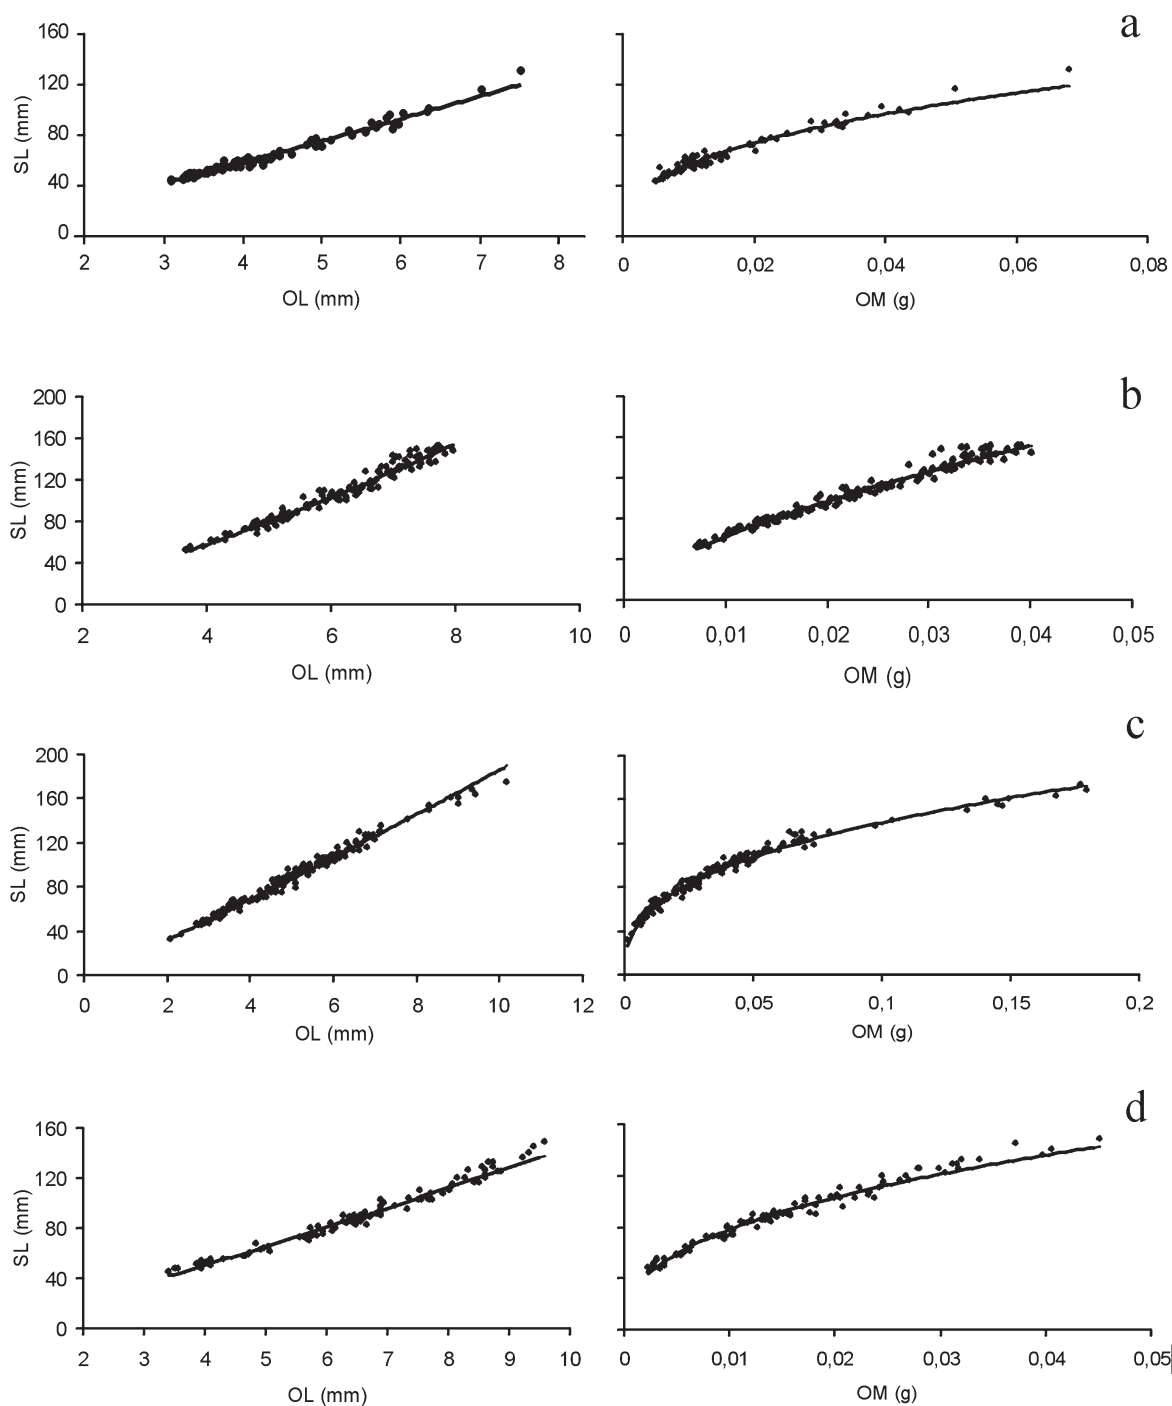 a
160
120
80
40
0
SL (mm)
2 3 4 5 6 7 8
OL (mm)
0 0,02 0,04 0,06 0,08
OM (g)
b
200
160
120
80
40
0
SL (mm)
2 4 6 8 10
OL (mm)
0 0,01 0,02 0,03 0,04 0,05
OM (g)
c
200
160
120
80
40
0
SL (mm)
0 2 4 6 8 10 12
OL (mm)
0 0,05 0,1 0,15 0,2
OM (g)
d
160
120
80
40
0
SL (mm)
2 3 4 5 6 7 8 9 10
OL (mm)
0 0,01 0,02 0,03 0,04 0,05
OM (g)